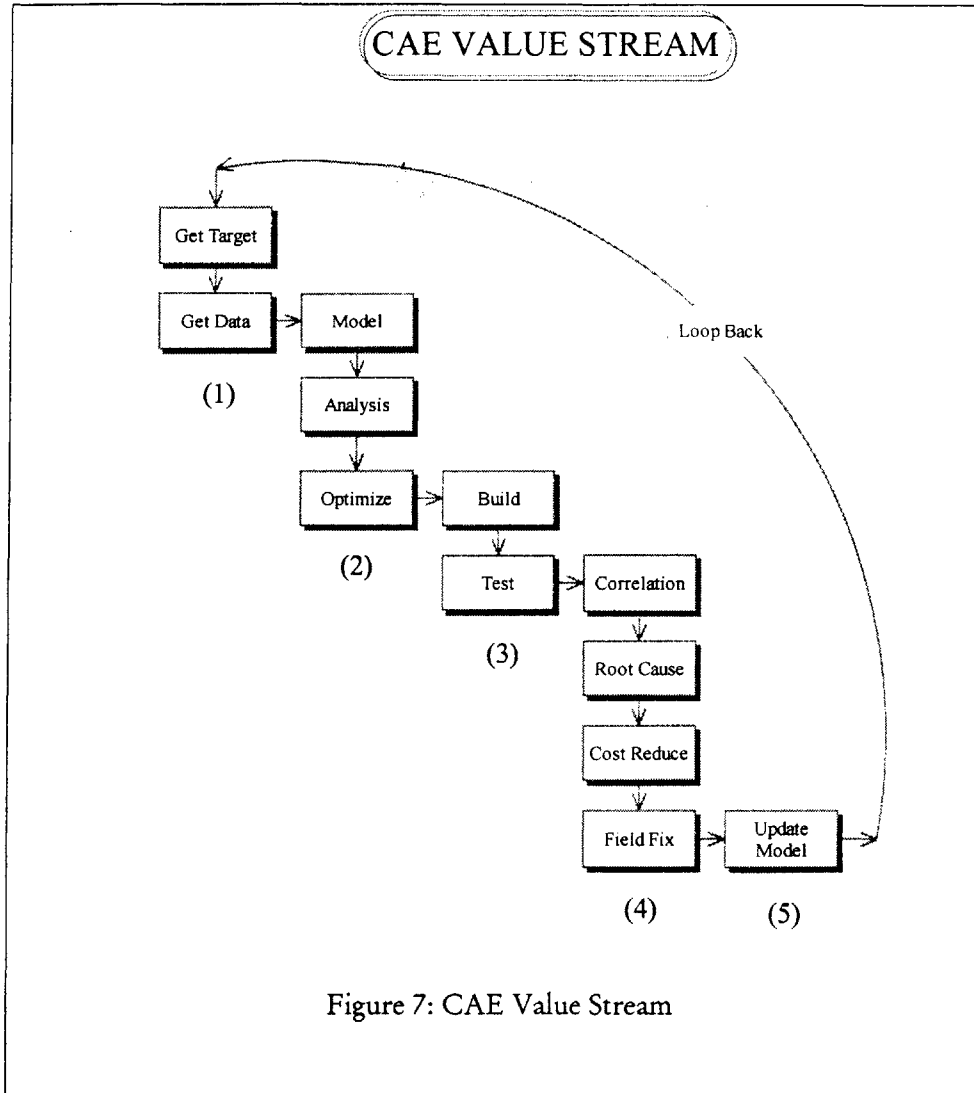 CAE VALUE STREAM
Get Target
Get Data
Model
Loop Back
(1)
Analysis
Optimize
Build
(2)
Test
Correlation
(3)
Root Cause
Cost Reduce
Field Fix
Update
Model
(4)
(5)
Figure 7: CAE Value Stream